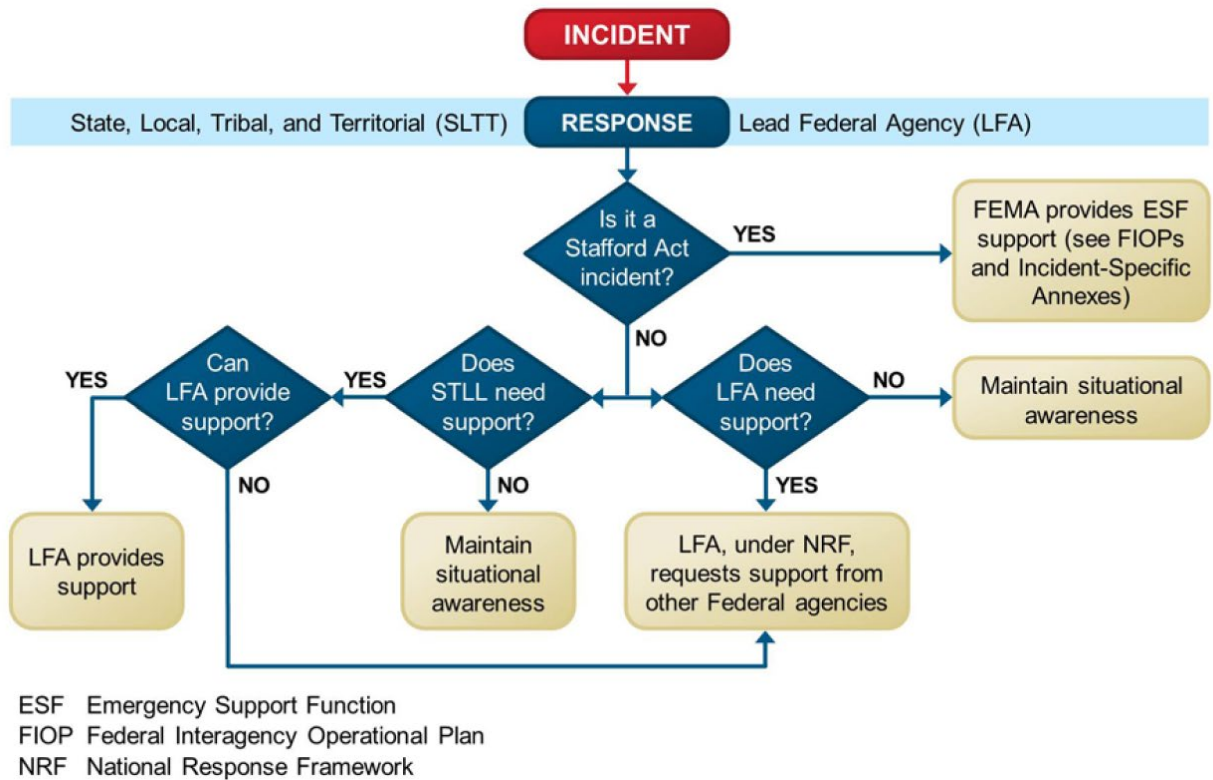 INCIDENT
State, Local, Tribal, and Territorial (SLTT)
RESPONSE
Lead Federal Agency (LFA)
Is it a
Stafford Act
incident?
YES
FEMA provides ESF
support (see FIOPs
and Incident-Specific
Annexes)
NO
Can
LFA provide
support?
YES
NO
Does
STLL need
support?
YES
NO
Does
LFA need
support?
NO
YES
Maintain situational
awareness
LFA provides
support
Maintain
situational
awareness
LFA, under NRF,
requests support from
other Federal agencies
ESF Emergency Support Function
FIOP Federal Interagency Operational Plan
NRF National Response Framework